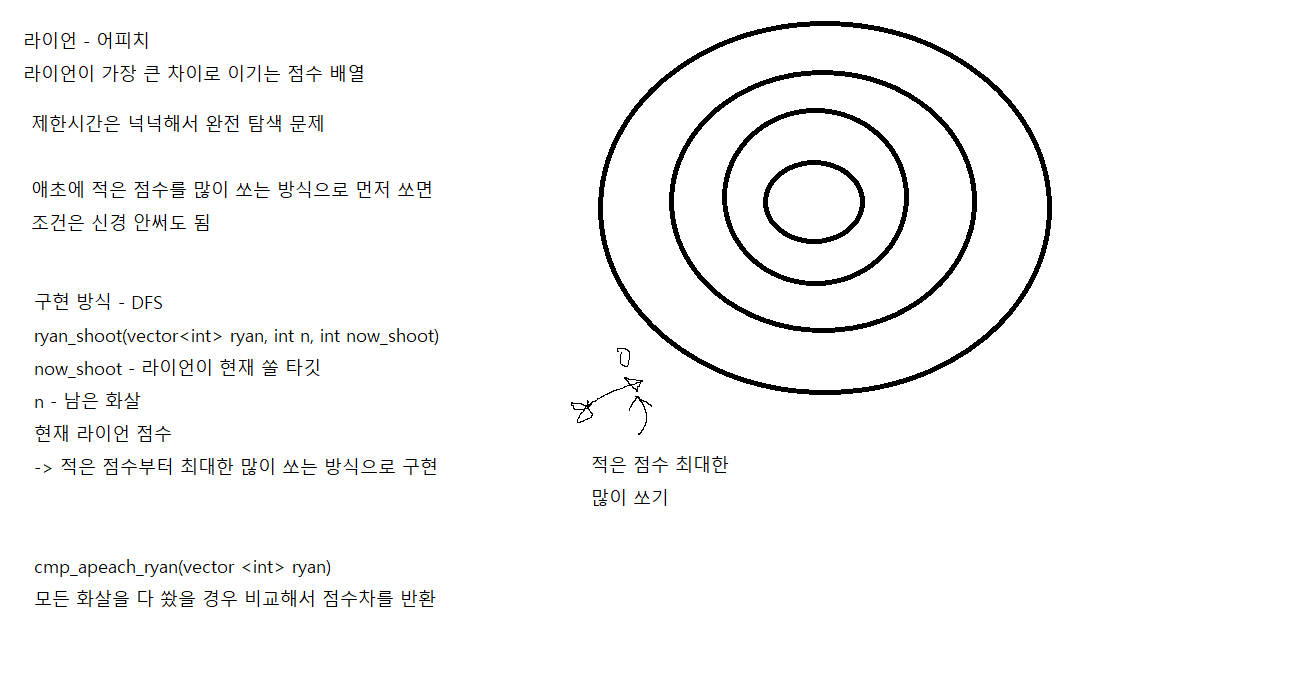 라이언 - 어피치
라이언이 가장 큰 차이로 이기는 점수 배열
제한시간은 넉넉해서 완전 탐색 문제
애초에 적은 점수를 많이 쏘는 방식으로 먼저 쏘면
조건은 신경 안써도 됨
구현 방식 - DFS
ryan_shoot(vector<int> ryan, int n, int now_shoot)
now_shoot - 라이언이 현재 쏠 타깃
n - 남은 화살
현재 라이언 점수
-> 적은 점수부터 최대한 많이 쏘는 방식으로 구현
0
적은 점수 최대한
많이 쏘기
cmp_apeach_ryan(vector <int> ryan)
모든 화살을 다 쐈을 경우 비교해서 점수차를 반환